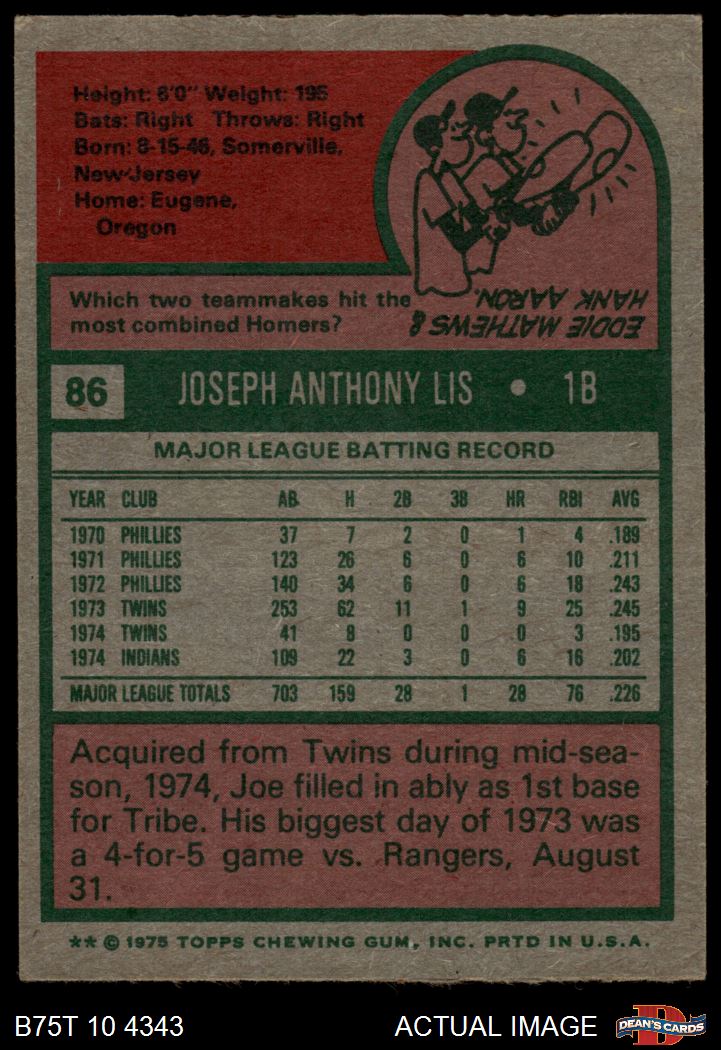 Height: 6'0" Weight: 195
Bats: Right Throws: Right
Born: 8-15-46, Somerville,
New Jersey
Home: Eugene,
Oregon
Which two teammakes hit the
most combined Homers?
EDDIE MATHEWS &
HANK AARON.
86 JOSEPH ANTHONY LIS • 1B
MAJOR LEAGUE BATTING RECORD
YEAR CLUB AB H 2B 3B HR RBI AVG
1970 PHILLIES 37 7 2 0 1 4 .189
1971 PHILLIES 123 26 6 0 6 10 .211
1972 PHILLIES 140 34 6 0 6 18 .243
1973 TWINS 253 62 11 1 9 25 .245
1974 TWINS 41 8 0 0 0 3 .195
1974 INDIANS 109 22 3 0 6 16 .202
MAJOR LEAGUE TOTALS 703 159 28 1 28 76 .226
Acquired from Twins during mid-sea-
son, 1974, Joe filled in ably as 1st base
for Tribe. His biggest day of 1973 was
a 4-for-5 game vs. Rangers, August
31.
** © 1975 TOPPS CHEWING GUM, INC. PRTD IN U.S.A.
B75T 10 4343 ACTUAL IMAGE
D
DEAN'S CARDS